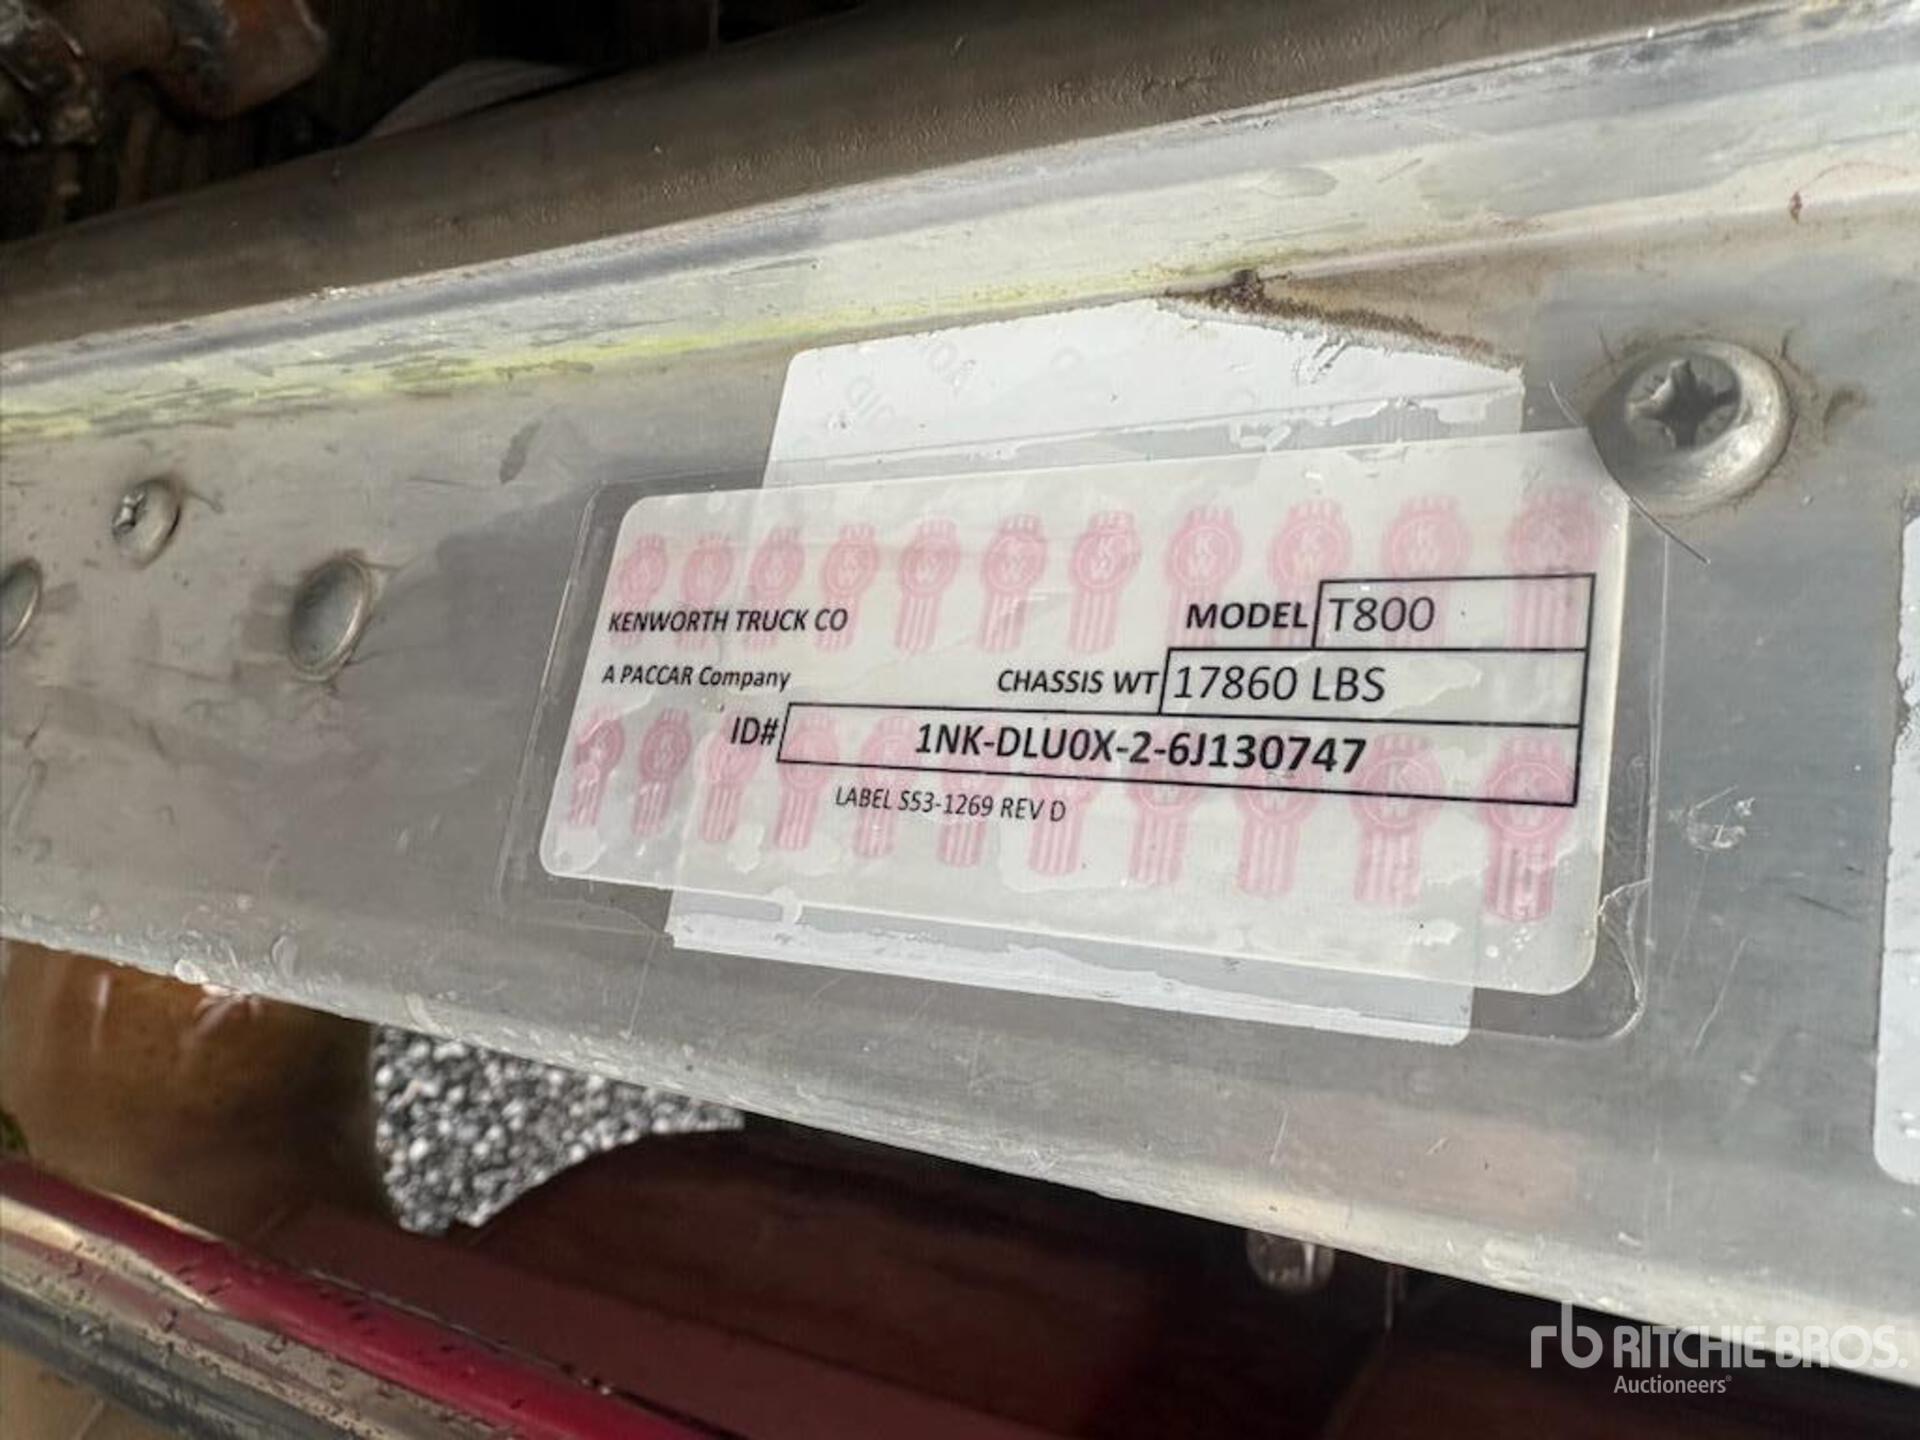 KENWORTH TRUCK CO
MODEL T800
A PACCAR Company
CHASSIS WT 17860 LBS
ID# 1NK-DLU0X-2-6J130747
LABEL S53-1269 REV D
rb RITCHIE BROS.
Auctioneers®